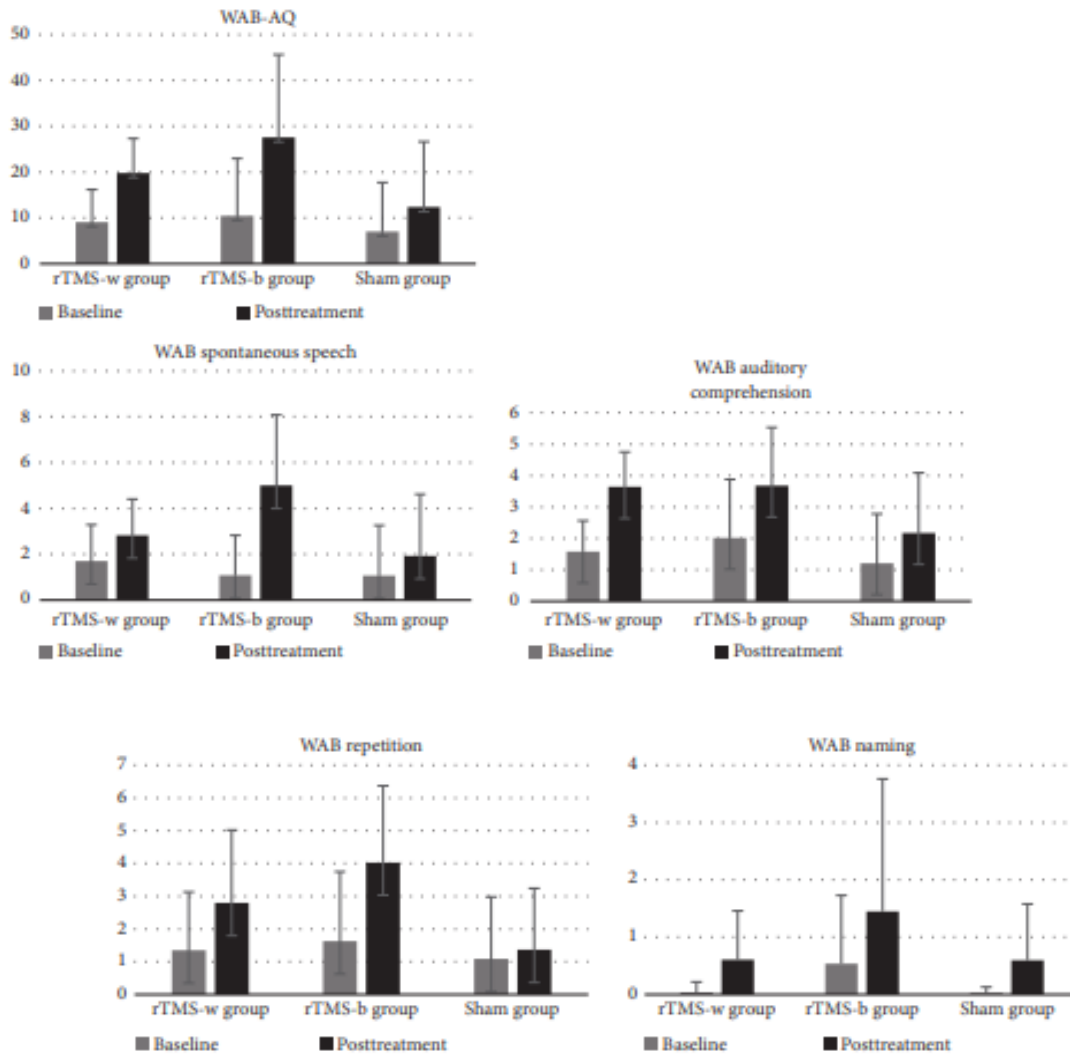 WAB-AQ
50
40
30
20
10
0
rTMS-w group rTMS-b group Sham group
Baseline Posttreatment
WAB spontaneous speech
10
8
6
4
2
0
rTMS-w group rTMS-b group Sham group
Baseline Posttreatment
WAB auditory
comprehension
6
5
4
3
2
1
0
rTMS-w group rTMS-b group Sham group
Baseline Posttreatment
WAB repetition
7
6
5
4
3
2
1
0
rTMS-w group rTMS-b group Sham group
Baseline Posttreatment
WAB naming
4
3
2
1
0
rTMS-w group rTMS-b group Sham group
Baseline Posttreatment